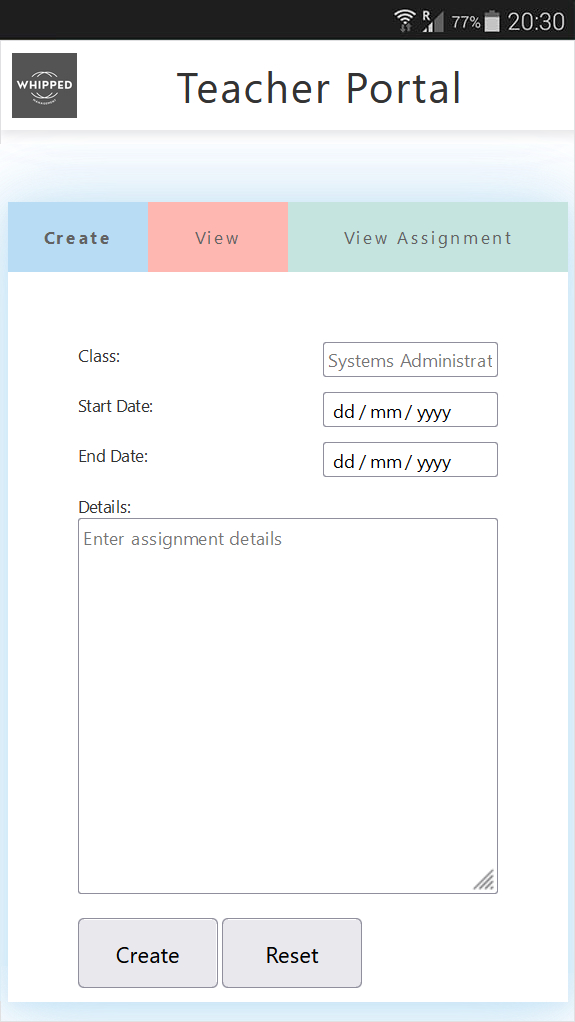 R 77% 20:30
WHIPPED
MANAGEMENT
Teacher Portal
Create View View Assignment
Class: Systems Administrat
Start Date: dd / mm / yyyy
End Date: dd / mm / yyyy
Details:
Enter assignment details
Create Reset